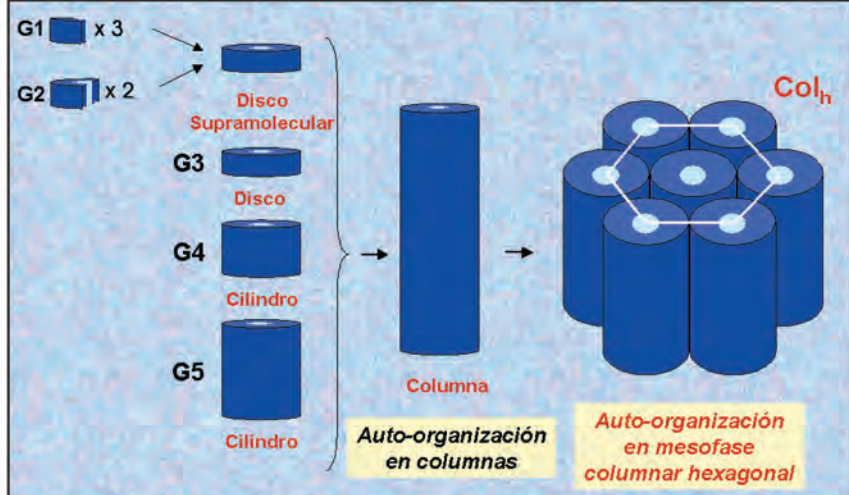 G1 x 3
G2 x 2
Disco
Supramolecular
G3
Disco
G4
Cilindro
G5
Cilindro
Columna
Auto-organización
en columnas
Col_h
Auto-organización
en mesofase
columnar hexagonal